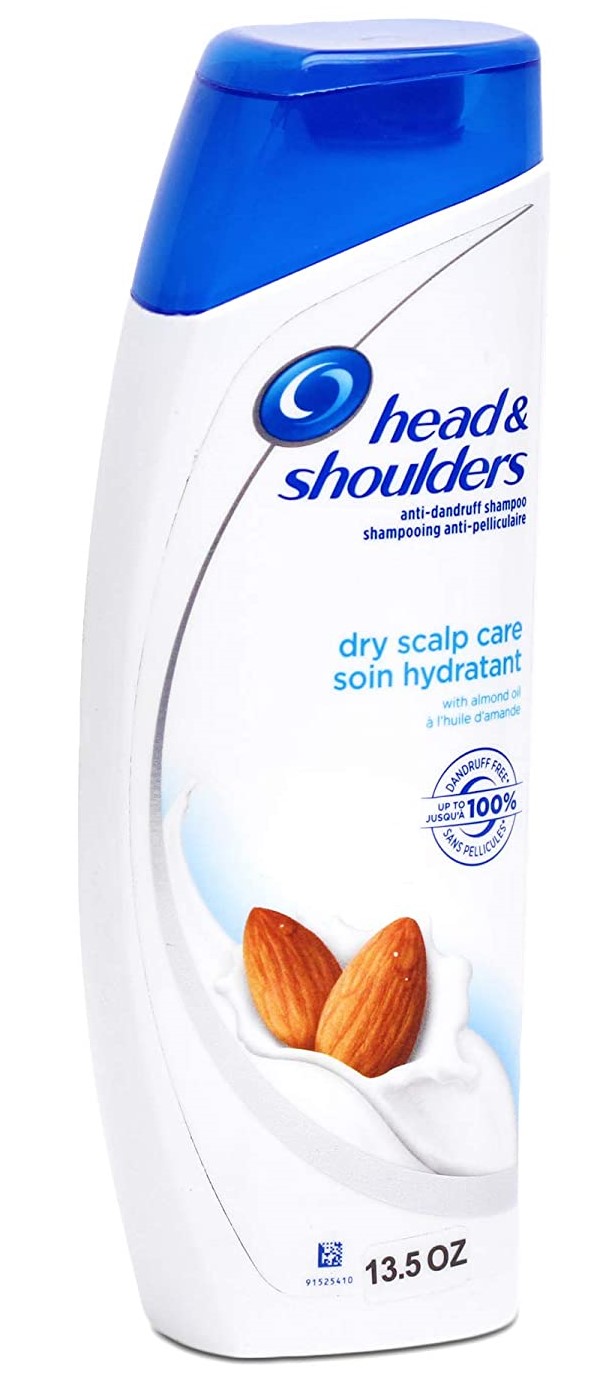 head &
shoulders
anti-dandruff shampoo
shampooing anti-pelliculaire
dry scalp care
soin hydratant
with almond oil
à l'huile d'amande
DANDRUFF FREE*
UP TO
JUSQU'À 100%
SANS PELLICULES*
91525410
13.5 OZ